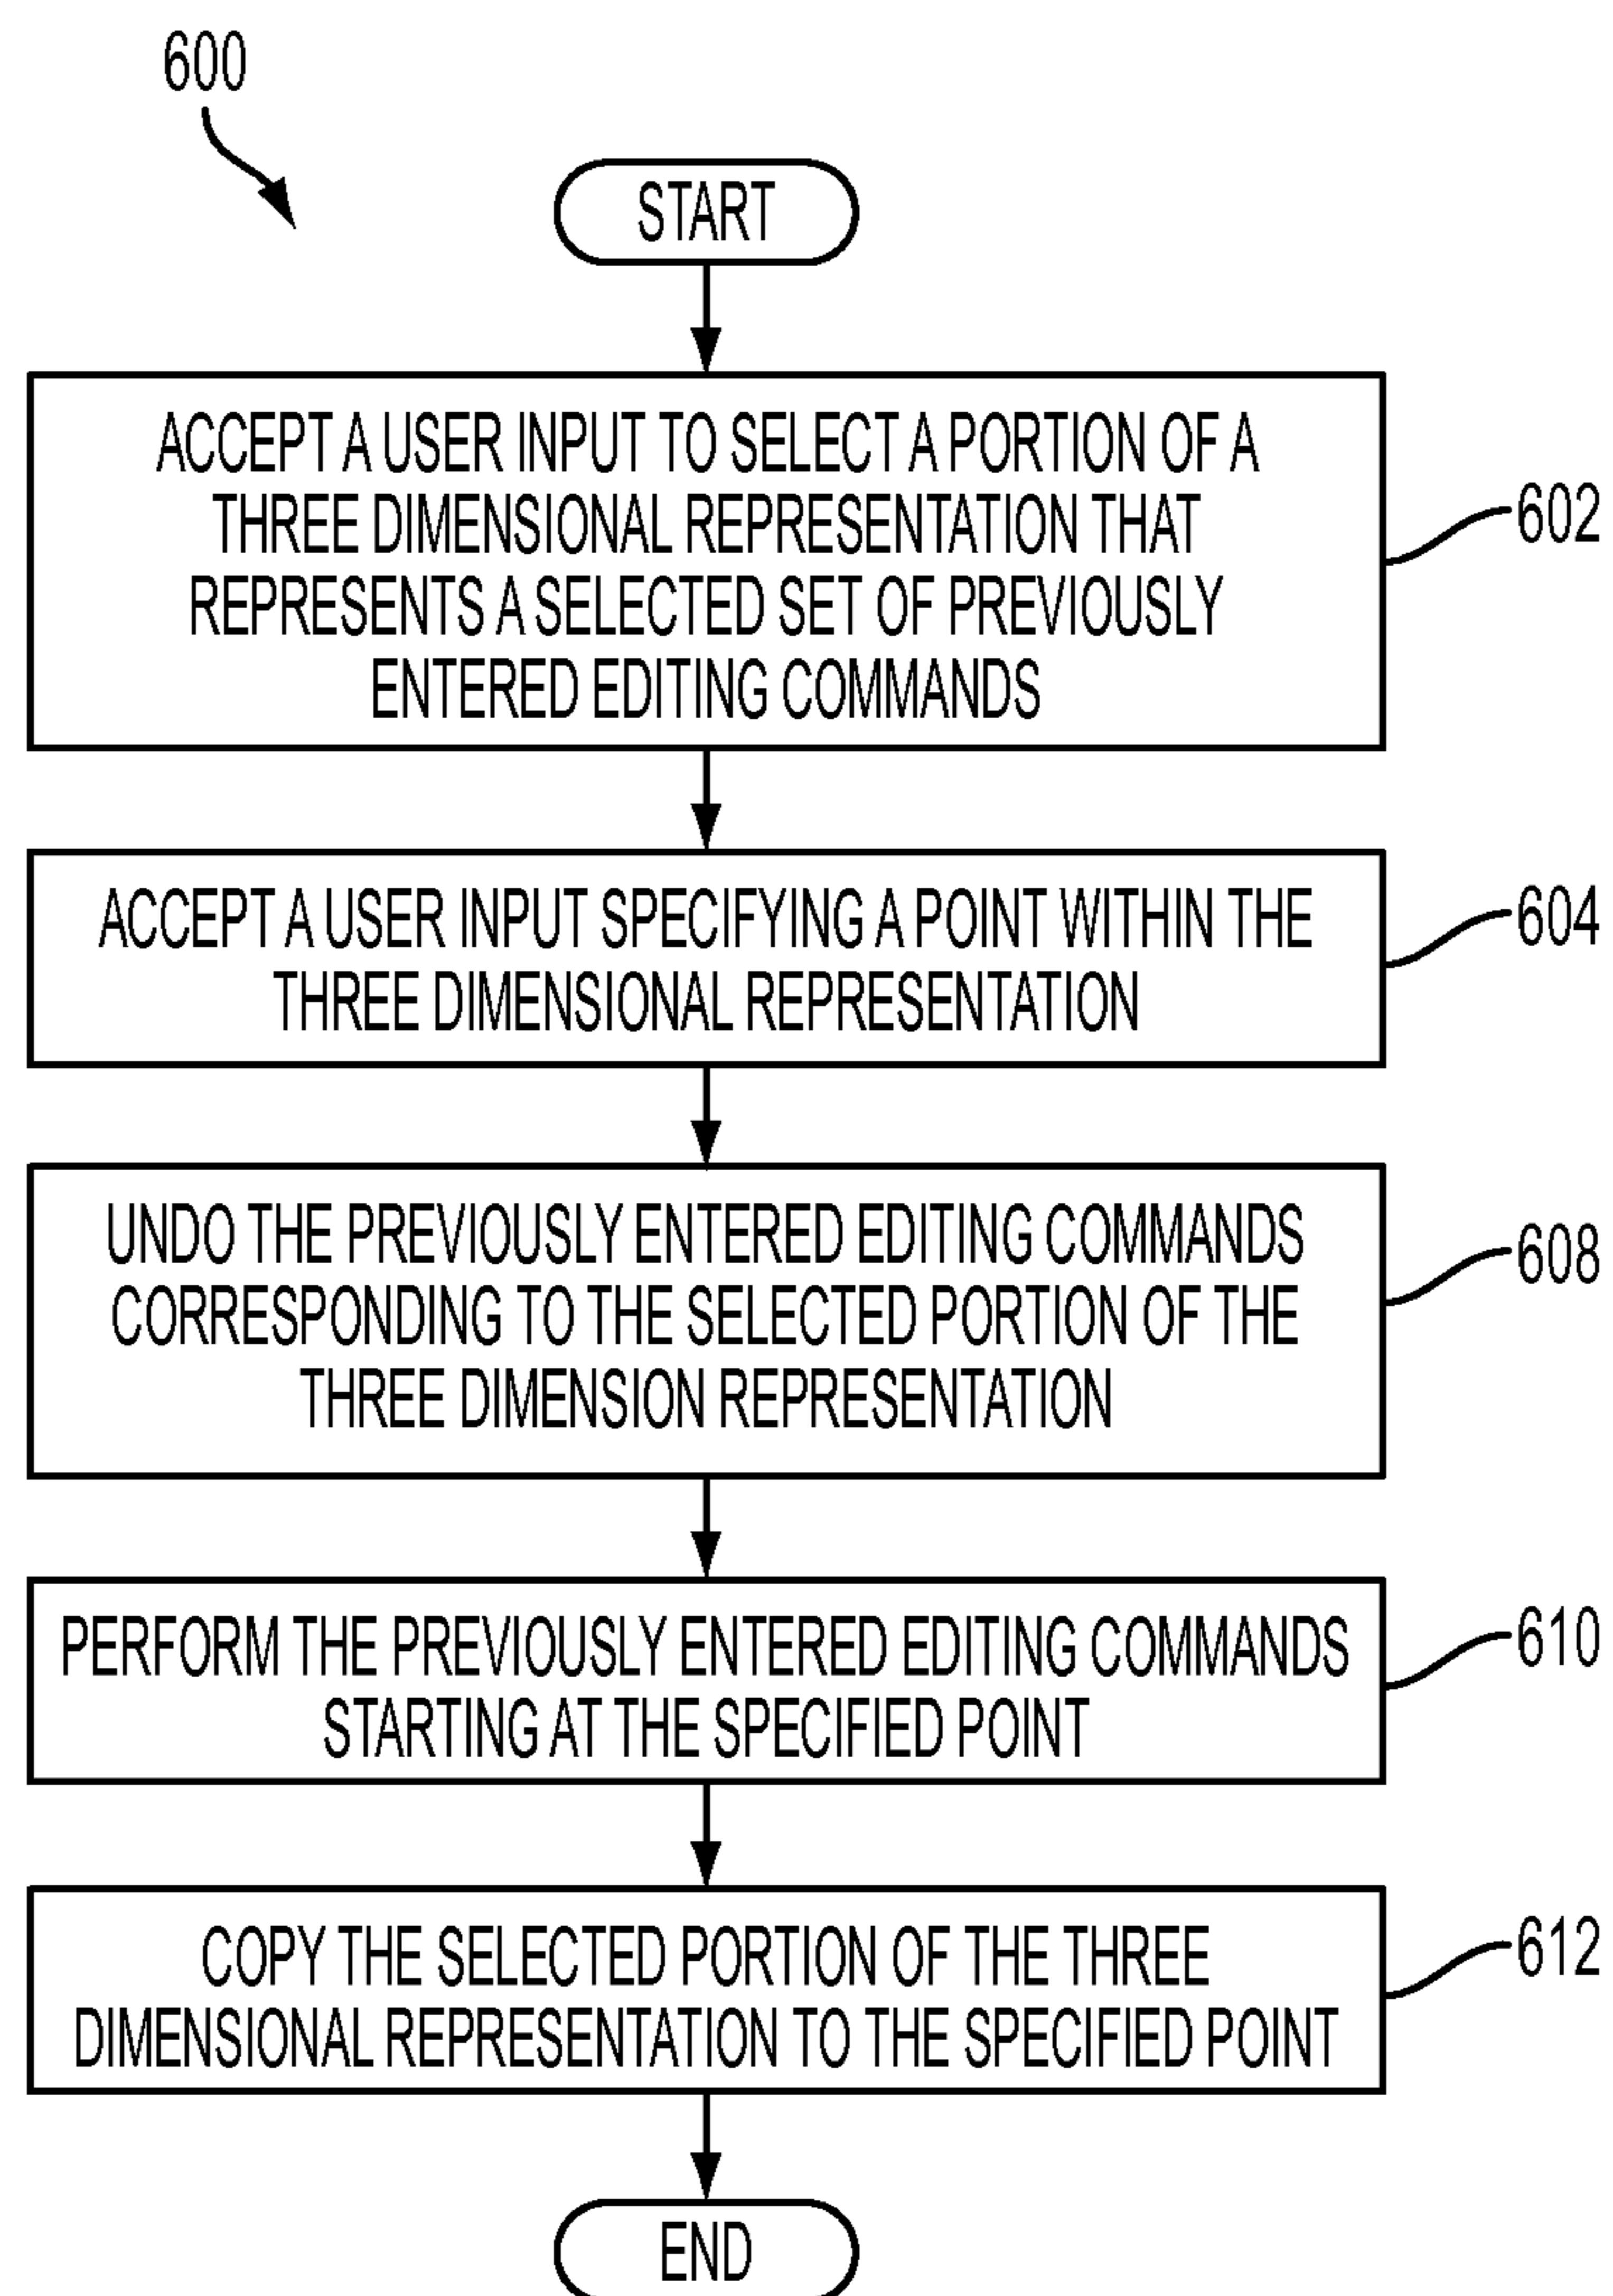 600
START
ACCEPT A USER INPUT TO SELECT A PORTION OF A
THREE DIMENSIONAL REPRESENTATION THAT
REPRESENTS A SELECTED SET OF PREVIOUSLY
ENTERED EDITING COMMANDS
602
ACCEPT A USER INPUT SPECIFYING A POINT WITHIN THE
THREE DIMENSIONAL REPRESENTATION
604
UNDO THE PREVIOUSLY ENTERED EDITING COMMANDS
CORRESPONDING TO THE SELECTED PORTION OF THE
THREE DIMENSION REPRESENTATION
608
PERFORM THE PREVIOUSLY ENTERED EDITING COMMANDS
STARTING AT THE SPECIFIED POINT
610
COPY THE SELECTED PORTION OF THE THREE
DIMENSIONAL REPRESENTATION TO THE SPECIFIED POINT
612
END